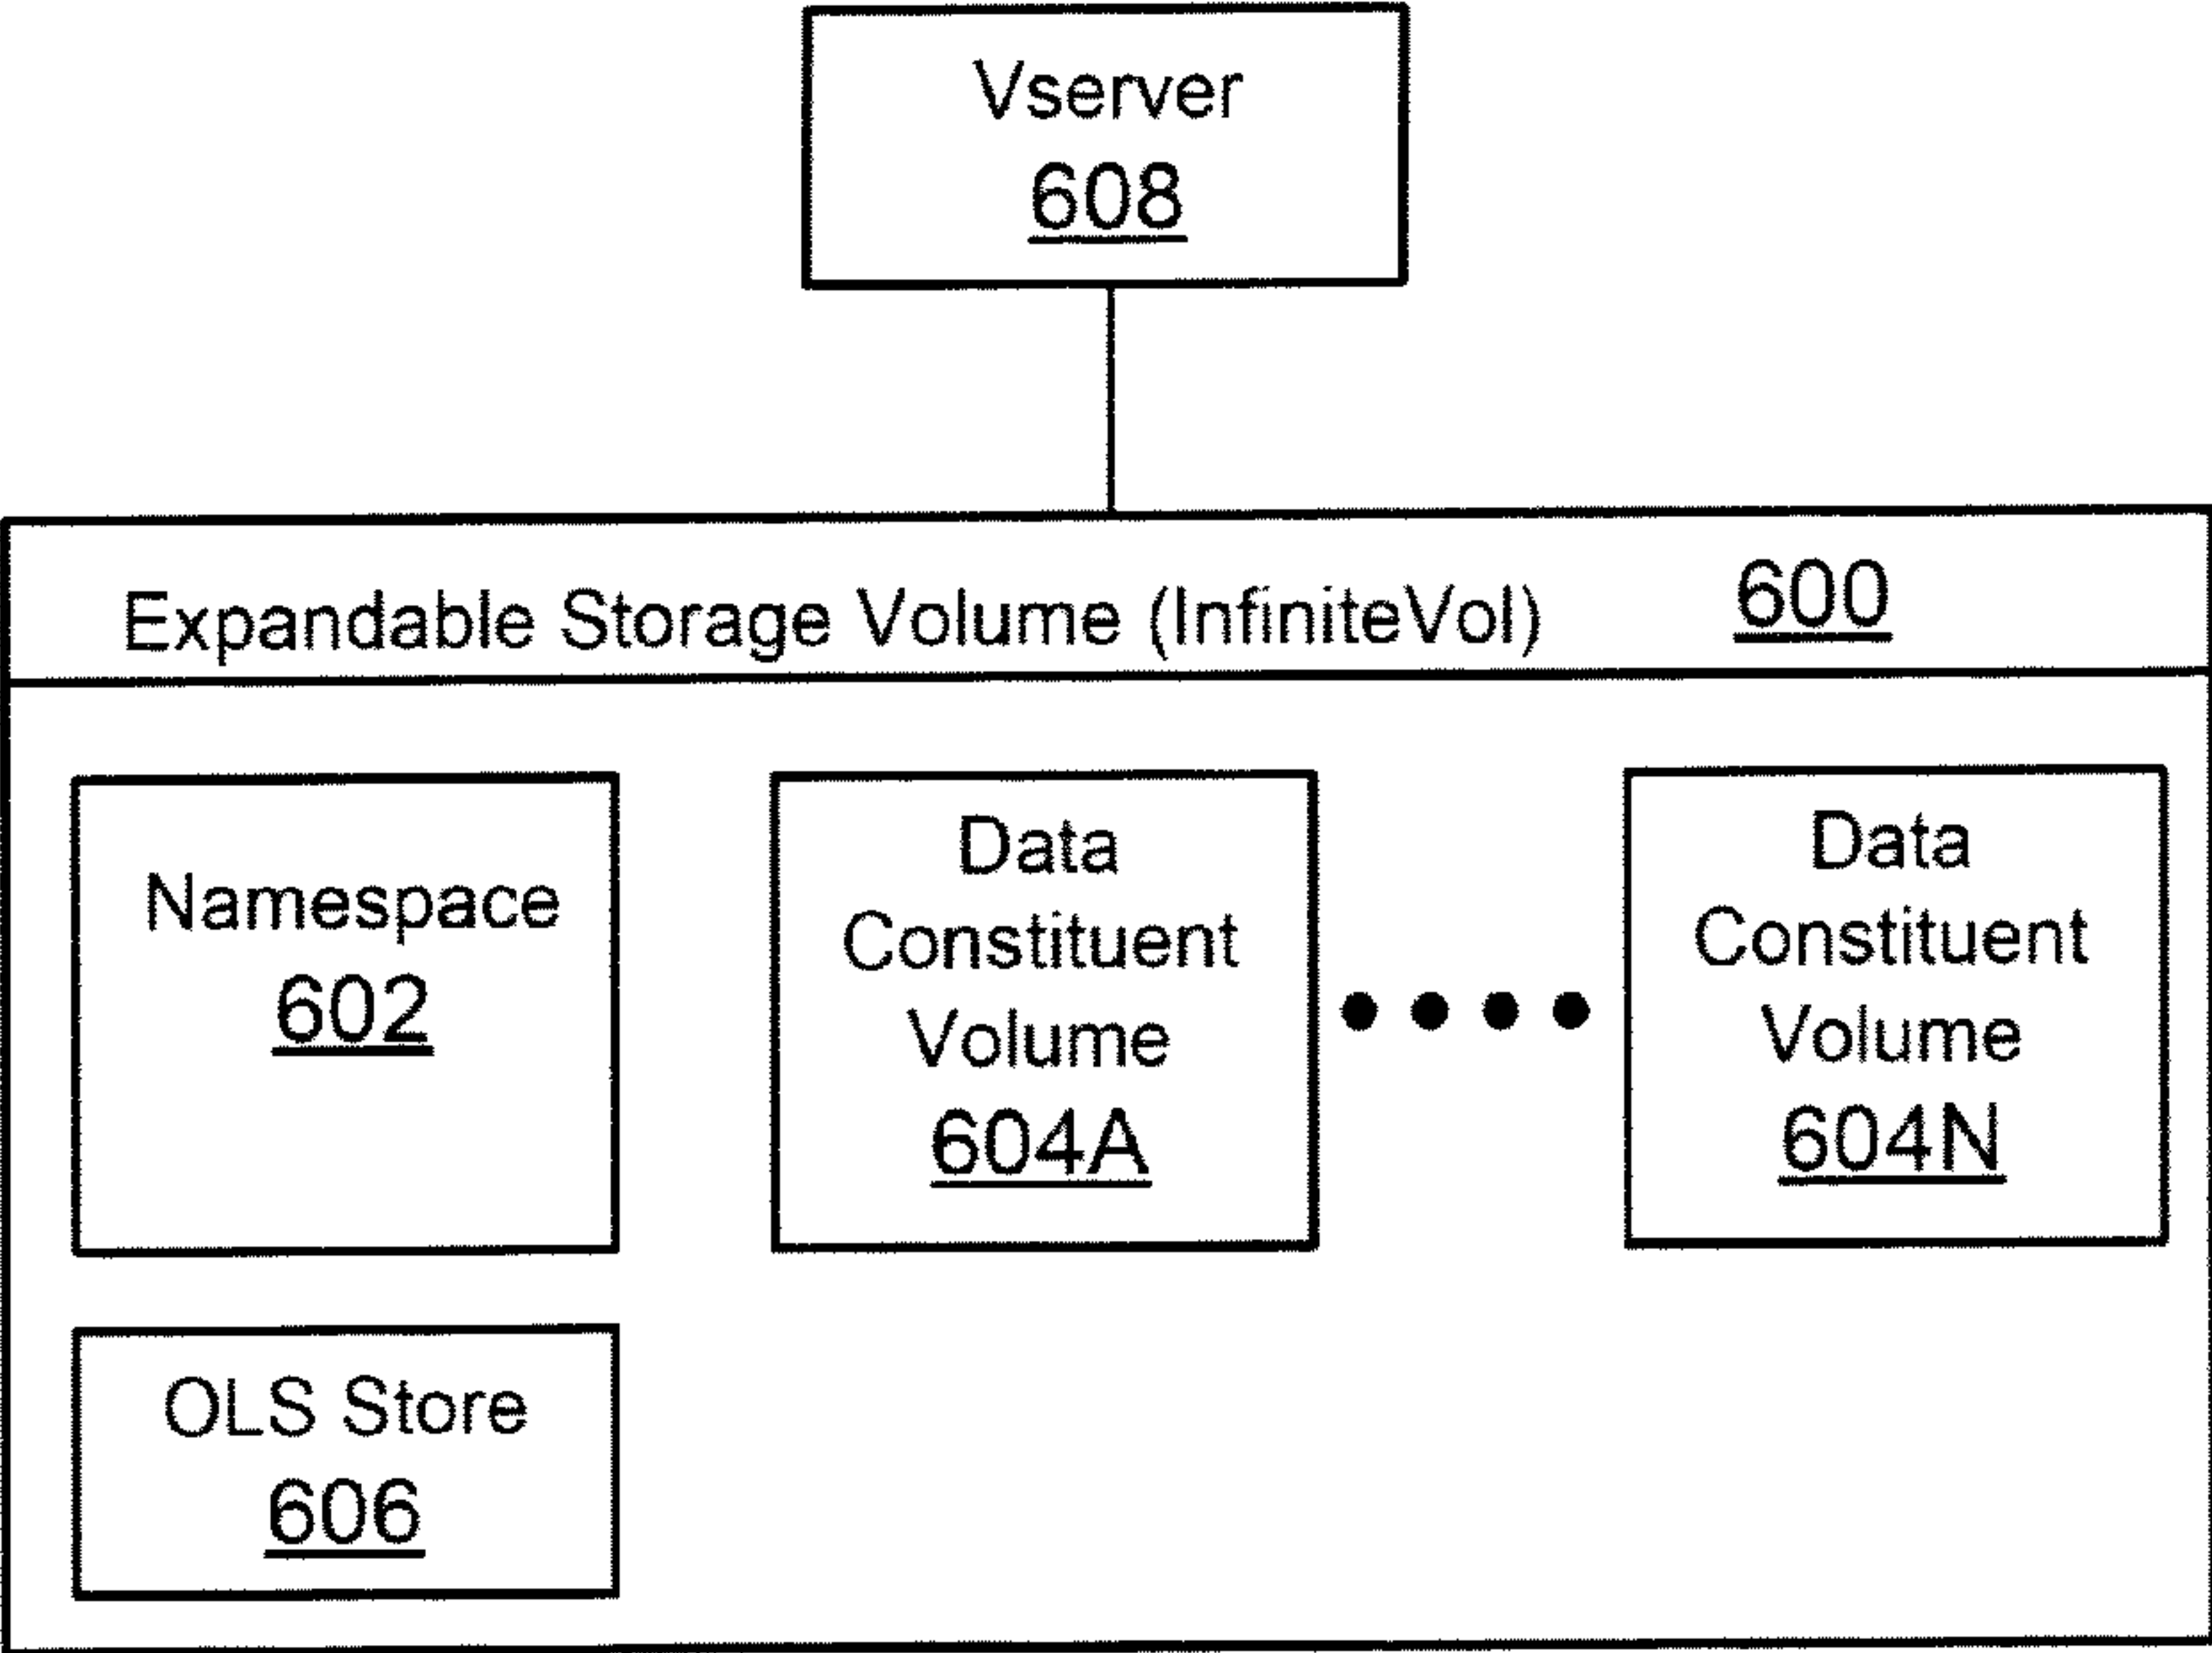 Vserver
608
Expandable Storage Volume (InfiniteVol) 600
Namespace
602
Data
Constituent
Volume
604A
Data
Constituent
Volume
604N
OLS Store
606